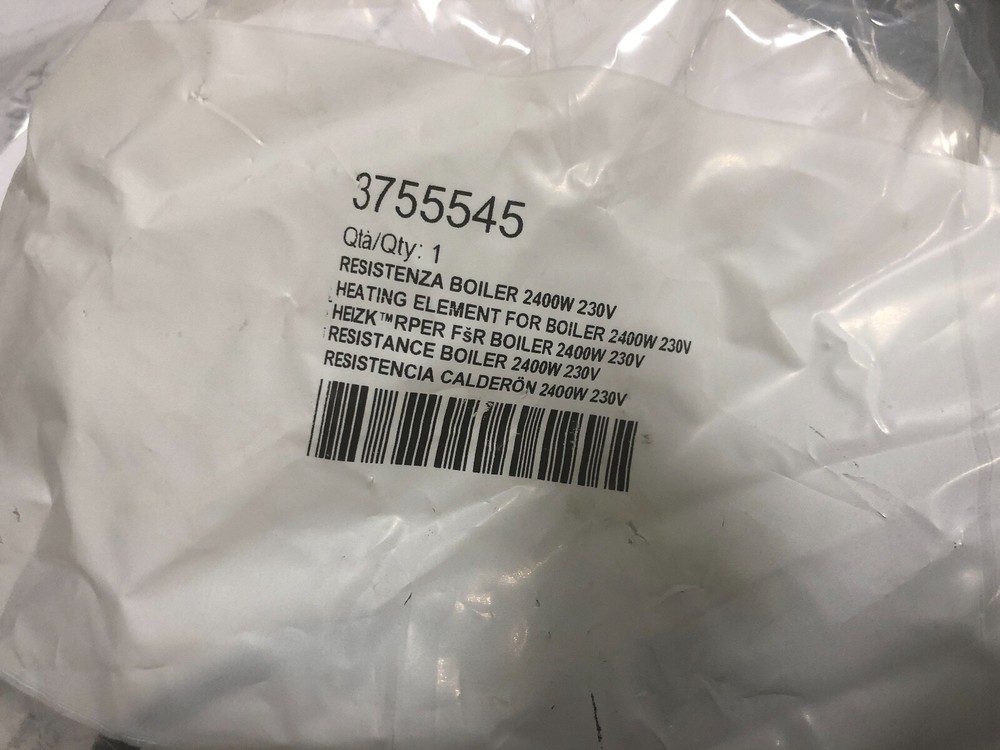 3755545
Qtà/Qty: 1
RESISTENZA BOILER 2400W 230V
HEATING ELEMENT FOR BOILER 2400W 230V
HEIZK™RPER FšR BOILER 2400W 230V
RESISTANCE BOILER 2400W 230V
RESISTENCIA CALDERÖN 2400W 230V